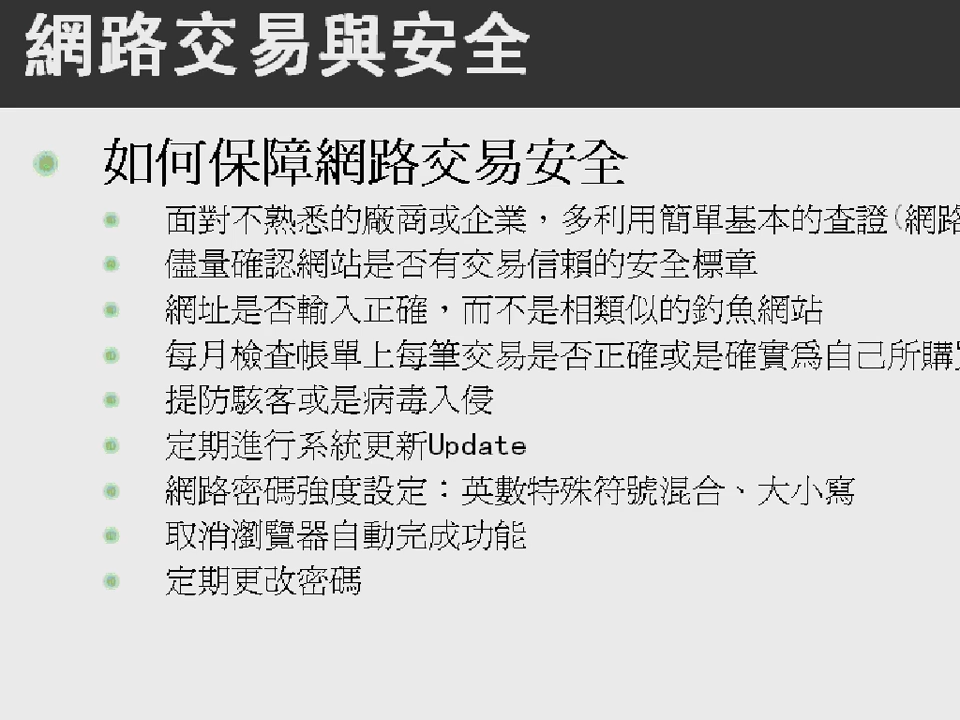 網路交易與安全
如何保障網路交易安全
面對不熟悉的廠商或企業，多利用簡單基本的查證(網路
儘量確認網站是否有交易信賴的安全標章
網址是否輸入正確，而不是相類似的釣魚網站
每月檢查帳單上每筆交易是否正確或是確實為自己所購買
提防駭客或是病毒入侵
定期進行系統更新Update
網路密碼強度設定：英數特殊符號混合、大小寫
取消瀏覽器自動完成功能
定期更改密碼